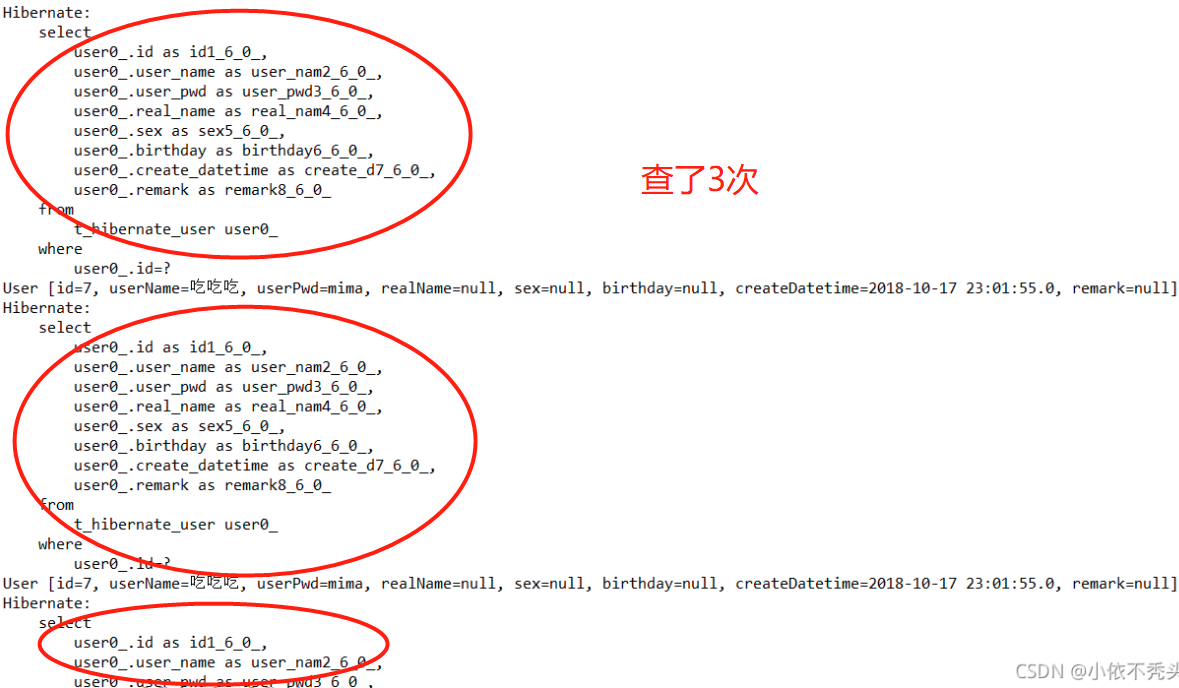 Hibernate:
select
user0_.id as id1_6_0_,
user0_.user_name as user_nam2_6_0_,
user0_.user_pwd as user_pwd3_6_0_,
user0_.real_name as real_nam4_6_0_,
user0_.sex as sex5_6_0_,
user0_.birthday as birthday6_6_0_,
user0_.create_datetime as create_d7_6_0_,
user0_.remark as remark8_6_0_
from
t_hibernate_user user0_
where
user0_.id=?
查了3次
User [id=7, userName=吃吃吃, userPwd=mima, realName=null, sex=null, birthday=null, createDatetime=2018-10-17 23:01:55.0, remark=null]
Hibernate:
select
user0_.id as id1_6_0_,
user0_.user_name as user_nam2_6_0_,
user0_.user_pwd as user_pwd3_6_0_,
user0_.real_name as real_nam4_6_0_,
user0_.sex as sex5_6_0_,
user0_.birthday as birthday6_6_0_,
user0_.create_datetime as create_d7_6_0_,
user0_.remark as remark8_6_0_
from
t_hibernate_user user0_
where
user0_.id=?
User [id=7, userName=吃吃吃, userPwd=mima, realName=null, sex=null, birthday=null, createDatetime=2018-10-17 23:01:55.0, remark=null]
Hibernate:
select
user0_.id as id1_6_0_,
user0_.user_name as user_nam2_6_0_,
user0_.user_pwd as user_pwd3_6_0_,
CSDN @小依不秃头